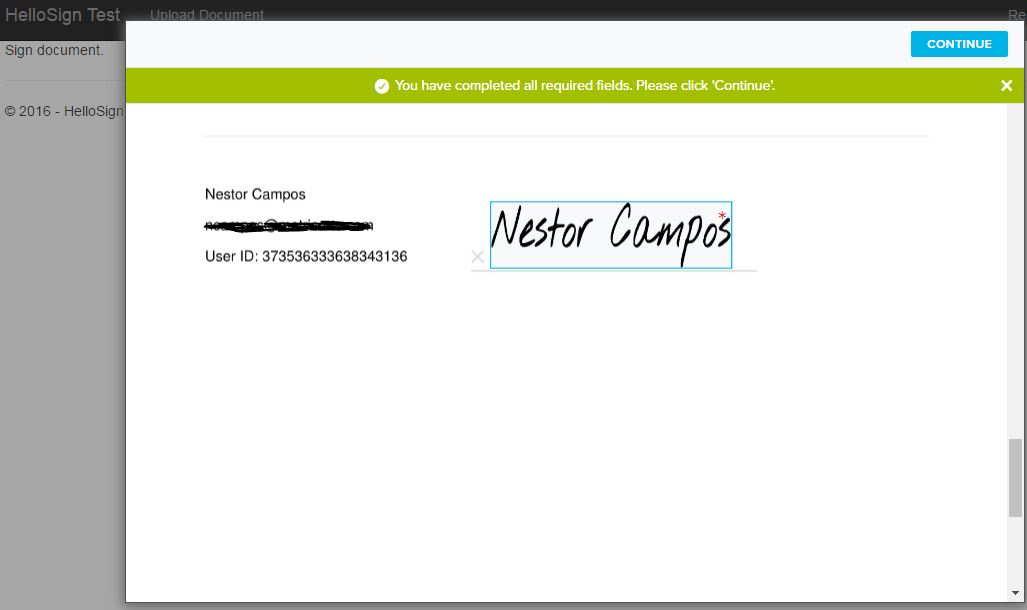 HelloSign Test Upload Document Re
CONTINUE
Sign document.
You have completed all required fields. Please click 'Continue'.
© 2016 - HelloSign
Nestor Campos
Nestor Campos *
User ID: 373536333638343136